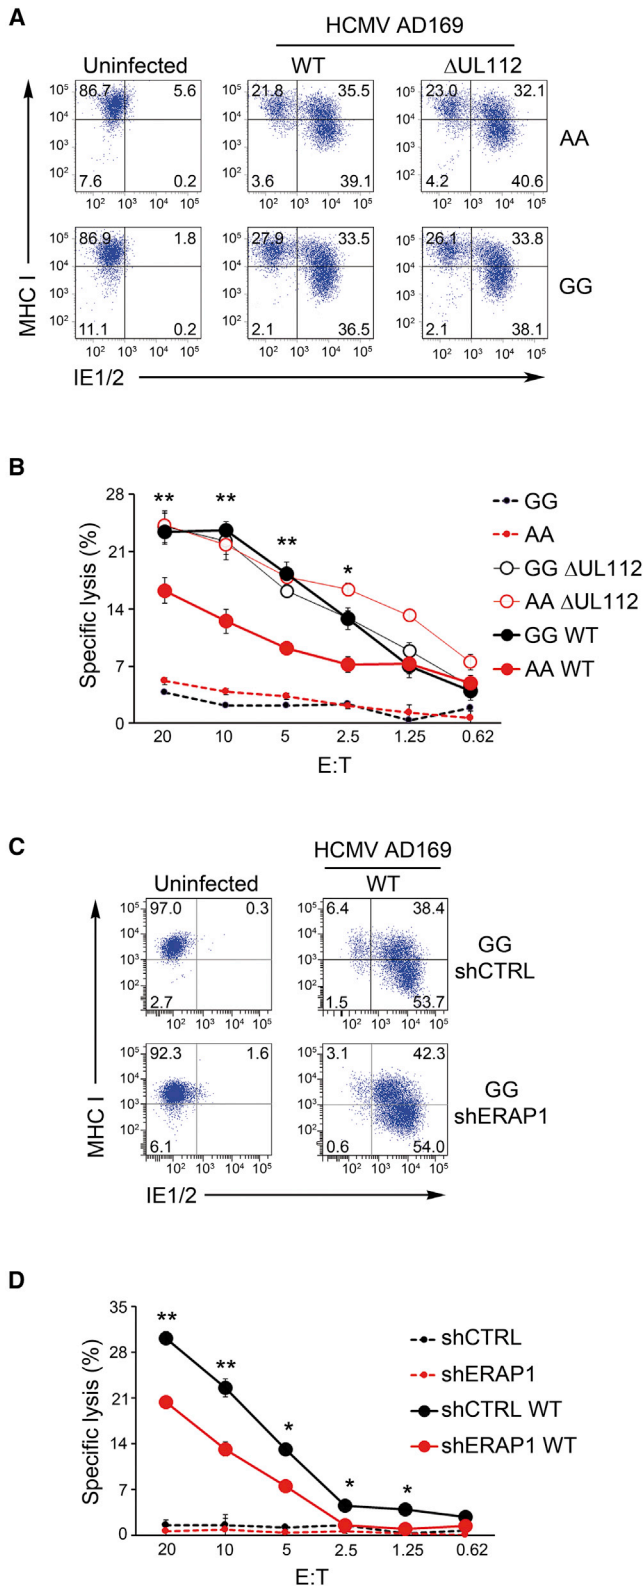 A
HCMV AD169
Uninfected WT ΔUL112
10⁵ 86.7 5.6 10⁵ 21.8 35.5 10⁵ 23.0 32.1
10⁴ 10⁴ 10⁴
10³ 10³ 10³
10² 10² 10²
7.6 0.2 3.6 39.1 4.2 40.6
AA
10² 10³ 10⁴ 10⁵ 10² 10³ 10⁴ 10⁵ 10² 10³ 10⁴ 10⁵
10⁵ 86.9 1.8 10⁵ 27.9 33.5 10⁵ 26.1 33.8
10⁴ 10⁴ 10⁴
10³ 10³ 10³
10² 10² 10²
11.1 0.2 2.1 36.5 2.1 38.1
GG
10² 10³ 10⁴ 10⁵ 10² 10³ 10⁴ 10⁵ 10² 10³ 10⁴ 10⁵
MHC I
IE1/2
B
28
21
14
7
0
Specific lysis (%)
** ** ** *
20 10 5 2.5 1.25 0.62
E:T
GG
AA
GG ΔUL112
AA ΔUL112
GG WT
AA WT
C
HCMV AD169
Uninfected WT
10⁵ 97.0 0.3 10⁵ 6.4 38.4
10⁴ 10⁴
10³ 10³
10² 10²
2.7 1.5 53.7
GG
shCTRL
10² 10³ 10⁴ 10⁵ 10² 10³ 10⁴ 10⁵
10⁵ 92.3 1.6 10⁵ 3.1 42.3
10⁴ 10⁴
10³ 10³
10² 10²
6.1 0.6 54.0
GG
shERAP1
10² 10³ 10⁴ 10⁵ 10² 10³ 10⁴ 10⁵
MHC I
IE1/2
D
35
28
21
14
7
0
Specific lysis (%)
** ** * * *
20 10 5 2.5 1.25 0.62
E:T
shCTRL
shERAP1
shCTRL WT
shERAP1 WT